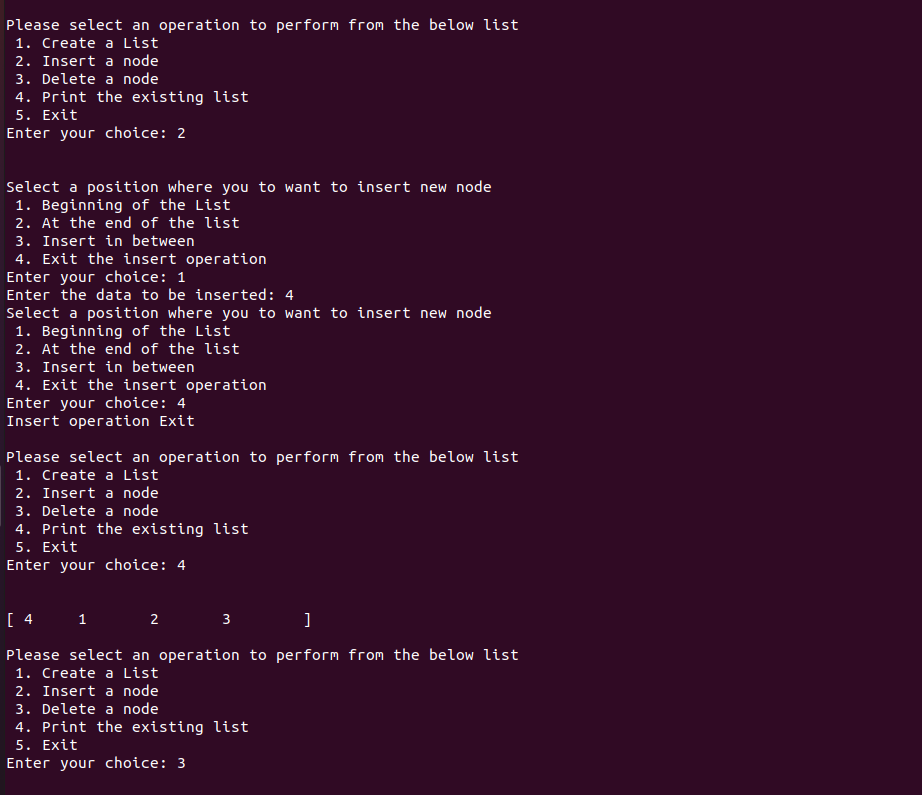 Please select an operation to perform from the below list
1. Create a List
2. Insert a node
3. Delete a node
4. Print the existing list
5. Exit
Enter your choice: 2
Select a position where you to want to insert new node
1. Beginning of the List
2. At the end of the list
3. Insert in between
4. Exit the insert operation
Enter your choice: 1
Enter the data to be inserted: 4
Select a position where you to want to insert new node
1. Beginning of the List
2. At the end of the list
3. Insert in between
4. Exit the insert operation
Enter your choice: 4
Insert operation Exit
Please select an operation to perform from the below list
1. Create a List
2. Insert a node
3. Delete a node
4. Print the existing list
5. Exit
Enter your choice: 4
[ 4 1 2 3 ]
Please select an operation to perform from the below list
1. Create a List
2. Insert a node
3. Delete a node
4. Print the existing list
5. Exit
Enter your choice: 3